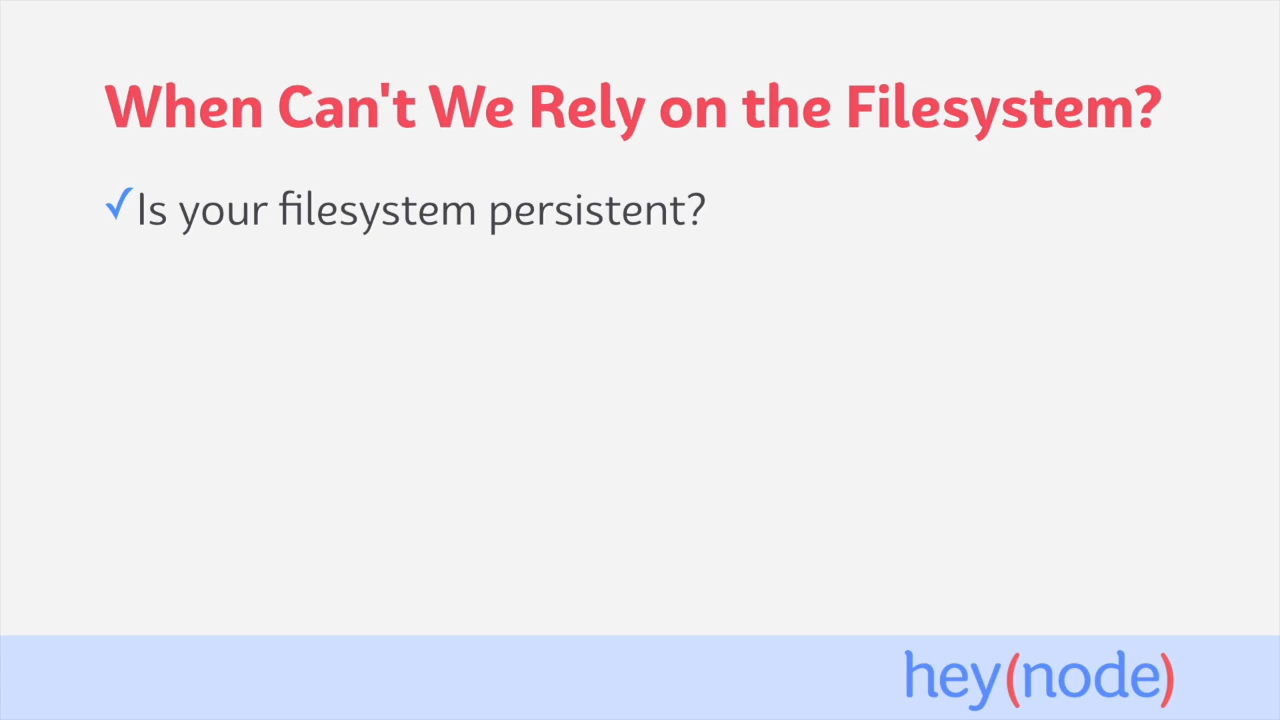 When Can't We Rely on the Filesystem?
✓Is your filesystem persistent?
hey(node)